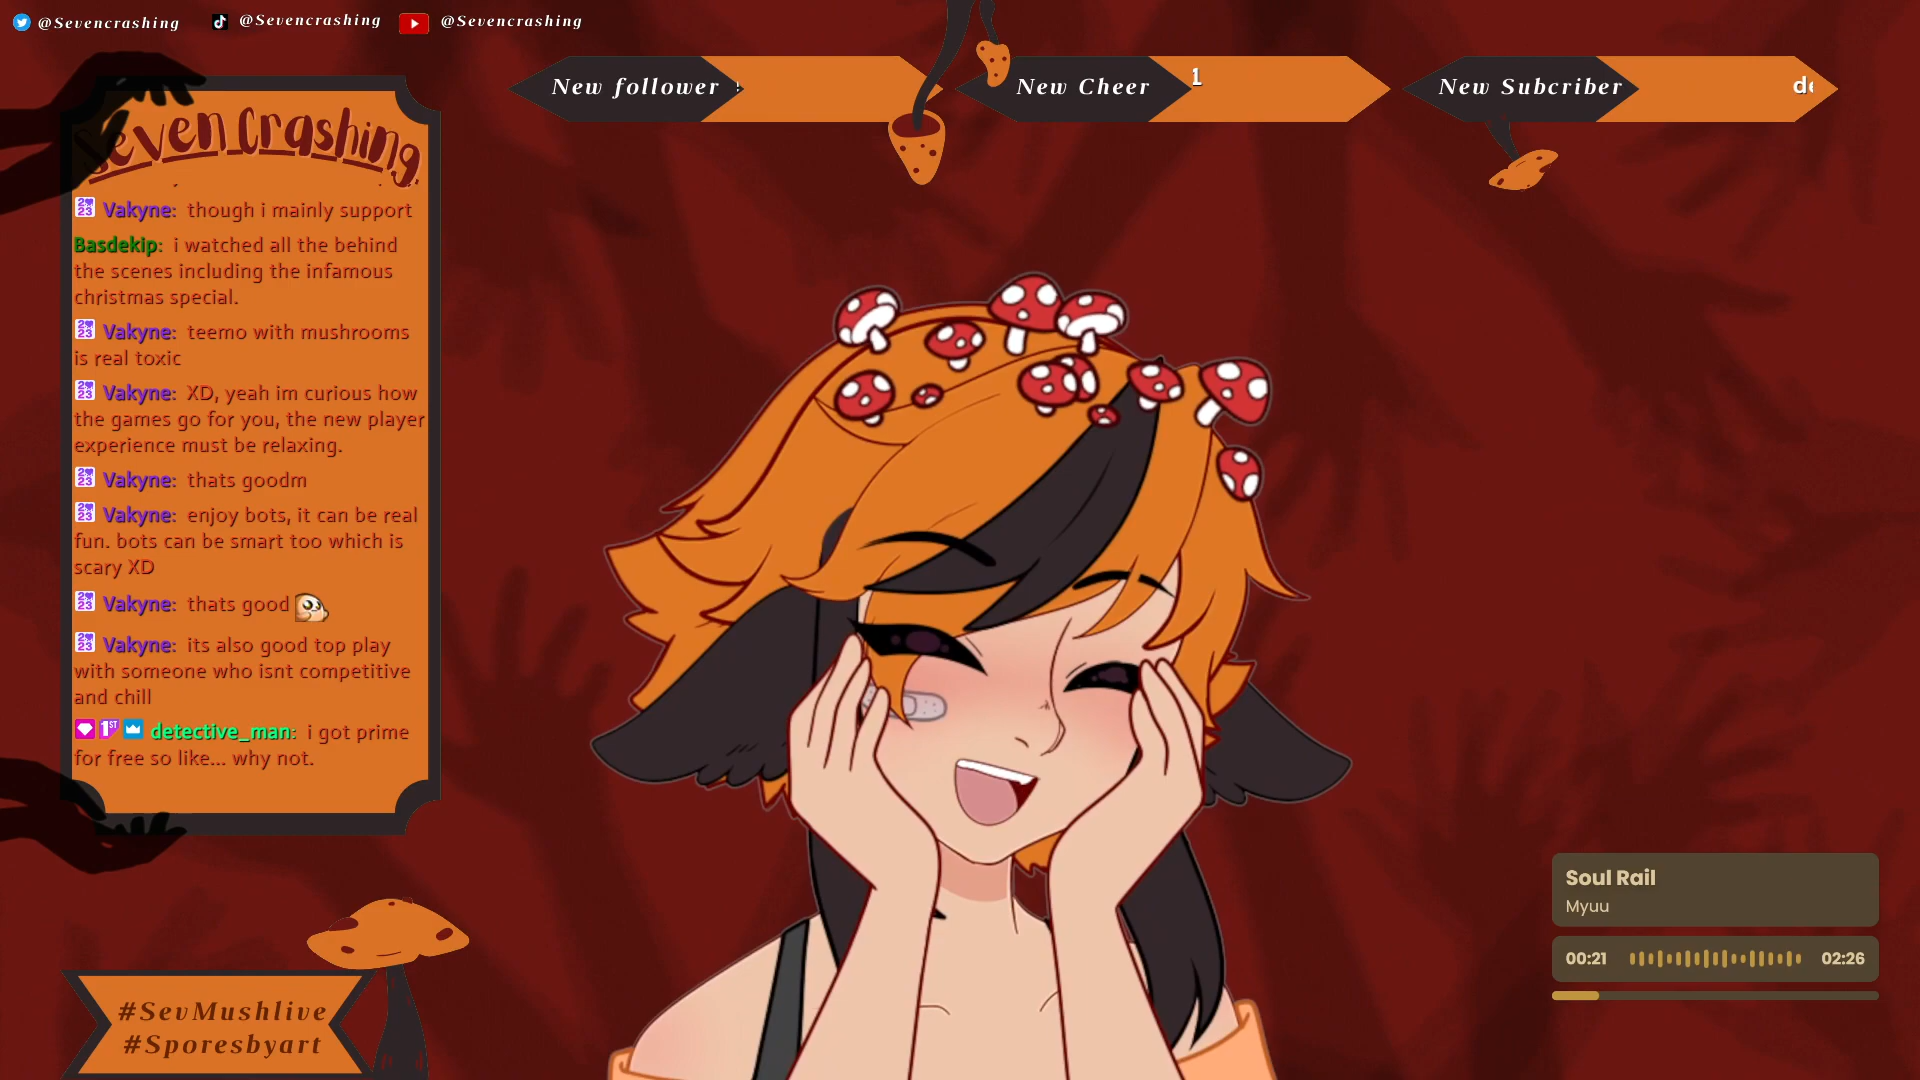 @Sevencrashing @Sevencrashing @Sevencrashing
New follower New Cheer 1 New Subcriber
Seven Crashing
Vakyne: though i mainly support
Basdekip: i watched all the behind
the scenes including the infamous
christmas special.
Vakyne: teemo with mushrooms
is real toxic
Vakyne: XD, yeah im curious how
the games go for you, the new player
experience must be relaxing.
Vakyne: thats goodm
Vakyne: enjoy bots, it can be real
fun. bots can be smart too which is
scary XD
Vakyne: thats good
Vakyne: its also good top play
with someone who isnt competitive
and chill
1ST detective_man: i got prime
for free so like... why not.
#SevMushlive
#Sporesbyart
Soul Rail
Myuu
00:21 02:26